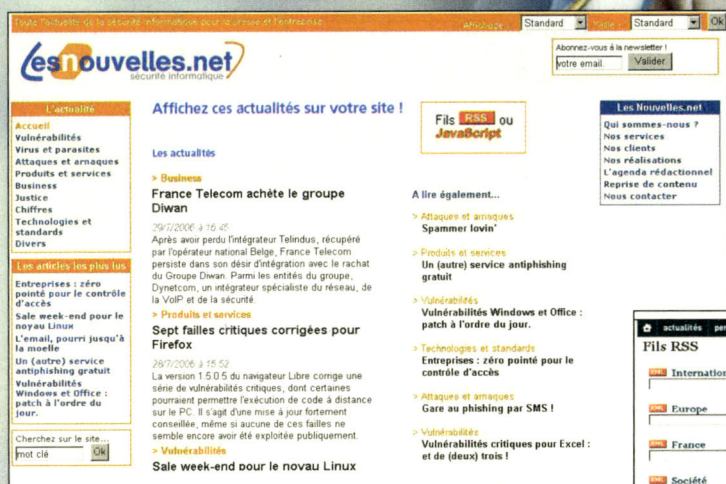 Toute l'actualité de la sécurité informatique pour la presse et l'entreprise
Affichage : Standard Standard Ok
Lesnouvelles.net
sécurité informatique
Abonnez-vous à la newsletter !
votre email. Valider
L'actualité
Accueil
Vulnérabilités
Virus et parasites
Attaques et arnaques
Produits et services
Business
Justice
Chiffres
Technologies et
standards
Divers
Les articles les plus lus
Entreprises : zéro
pointé pour le contrôle
d'accès
Sale week-end pour le
noyau Linux
L'email, pourri jusqu'à
la moelle
Un (autre) service
antiphishing gratuit
Vulnérabilités
Windows et Office :
patch à l'ordre du
jour.
Cherchez sur le site...
mot clé Ok
Affichez ces actualités sur votre site !
Fils RSS ou
JavaScript
Les actualités
> Business
France Telecom achète le groupe
Diwan
29/7/2006 à 16:45
Après avoir perdu l'intégrateur Telindus, récupéré
par l'opérateur national Belge, France Telecom
persiste dans son désir d'intégration avec le rachat
du Groupe Diwan. Parmi les entités du groupe,
Dynetcom, un intégrateur spécialiste du réseau, de
la VoIP et de la sécurité.
> Produits et services
Sept failles critiques corrigées pour
Firefox
28/7/2006 à 15:52
La version 1.5.0.5 du navigateur Libre corrige une
série de vulnérabilités critiques, dont certaines
pourraient permettre l'exécution de code à distance
sur le PC. Il s'agit d'une mise à jour fortement
conseillée, même si aucune de ces failles ne
semble encore avoir été exploitée publiquement.
> Vulnérabilités
Sale week-end pour le noyau Linux
A lire également...
> Attaques et arnaques
Spammer lovin'
> Produits et services
Un (autre) service antiphishing
gratuit
> Vulnérabilités
Vulnérabilités Windows et Office :
patch à l'ordre du jour.
> Technologies et standards
Entreprises : zéro pointé pour le
contrôle d'accès
> Attaques et arnaques
Gare au phishing par SMS !
> Vulnérabilités
Vulnérabilités critiques pour Excel :
et de (deux) trois !
Les Nouvelles.net
Qui sommes-nous ?
Nos services
Nos clients
Nos réalisations
L'agenda rédactionnel
Reprise de contenu
Nous contacter
actualités per
Fils RSS
XML Internation
XML Europe
XML France
XML Société